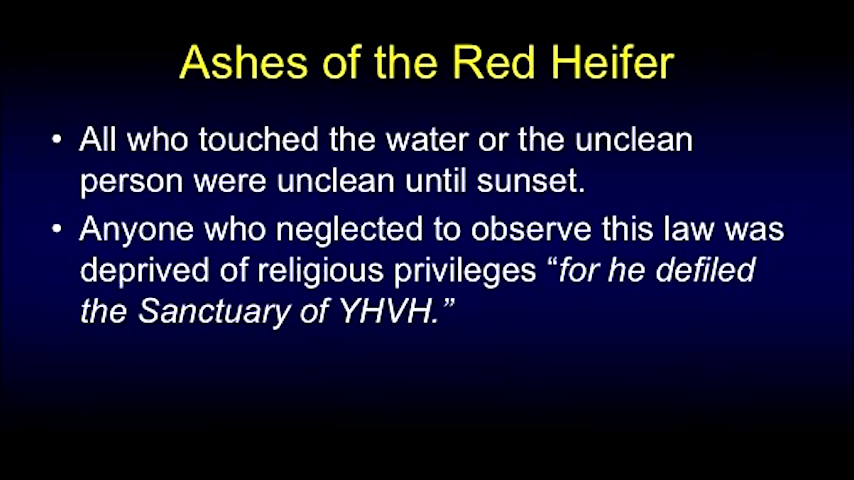 Ashes of the Red Heifer
• All who touched the water or the unclean
person were unclean until sunset.
• Anyone who neglected to observe this law was
deprived of religious privileges “for he defiled
the Sanctuary of YHVH.”